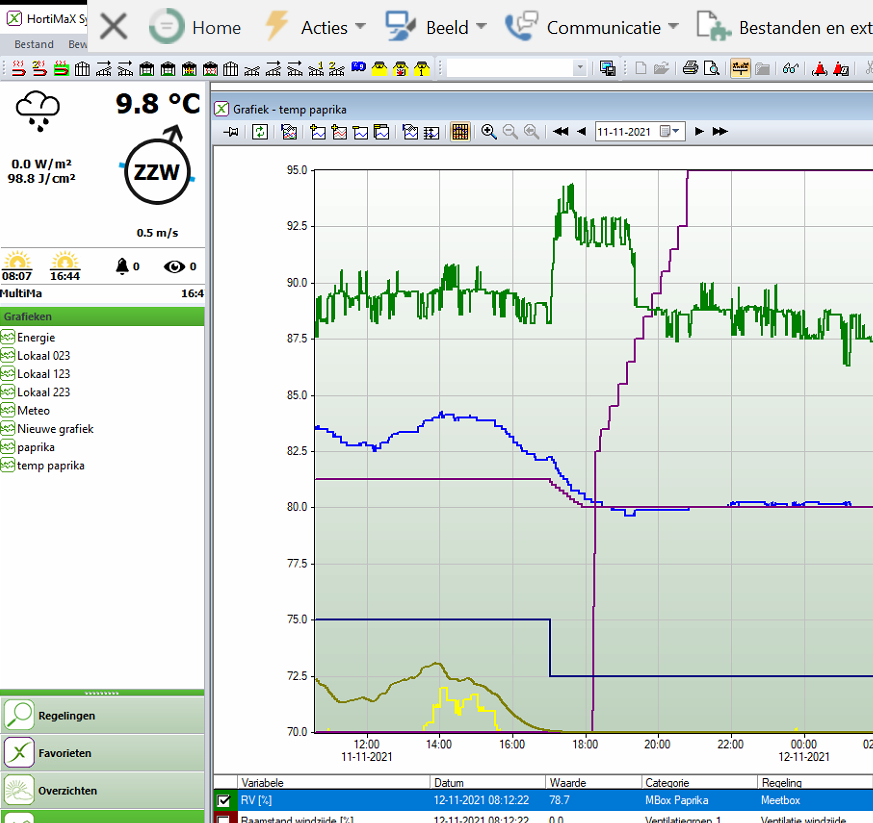 HortiMaX Sy
Home
Acties
Beeld
Communicatie
Bestanden en ext
Bestand Bew
9.8 °C
0.0 W/m²
98.8 J/cm²
ZZW
0.5 m/s
08:07
16:44
0
0
MultiMa 16:4
Grafieken
Energie
Lokaal 023
Lokaal 123
Lokaal 223
Meteo
Nieuwe grafiek
paprika
temp paprika
Regelingen
Favorieten
Overzichten
Grafiek - temp paprika
11-11-2021
95.0
92.5
90.0
87.5
85.0
82.5
80.0
77.5
75.0
72.5
70.0
12:00 14:00 16:00 18:00 20:00 22:00 00:00 02
11-11-2021 12-11-2021
Variabele Datum Waarde Categorie Regeling
RV [%] 12-11-2021 08:12:22 78.7 MBox Paprika Meetbox
Raamstand windzijde [%] 12-11-2021 08:12:22 0.0 Ventilatiegroep 1 Ventilatie windzijde